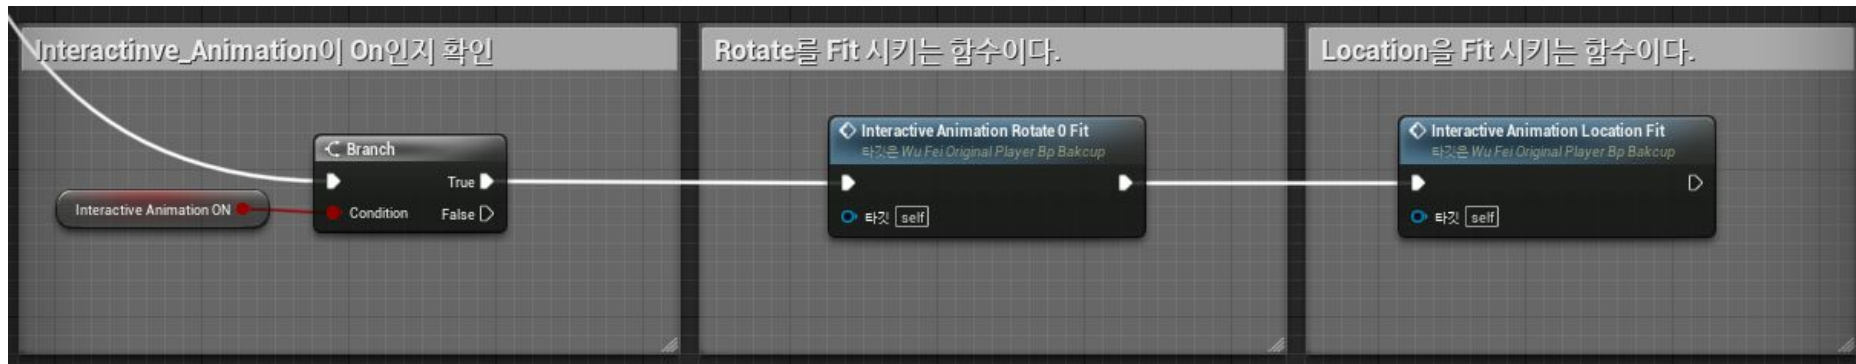 Interactinve_Animation이 On인지 확인
Branch
True
Interactive Animation ON
Condition
False
Rotate를 Fit 시키는 함수이다.
Interactive Animation Rotate 0 Fit
타깃은 Wu Fei Original Player Bp Bakcup
타깃 self
Location을 Fit 시키는 함수이다.
Interactive Animation Location Fit
타깃은 Wu Fei Original Player Bp Bakcup
타깃 self